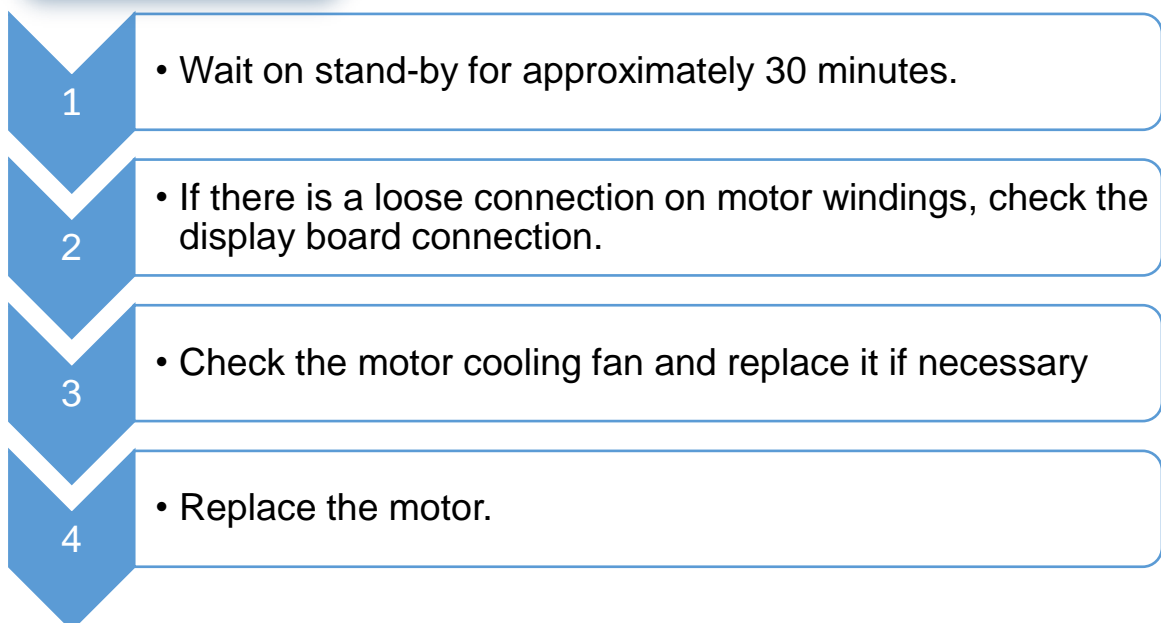 1
• Wait on stand-by for approximately 30 minutes.
2
• If there is a loose connection on motor windings, check the
display board connection.
3
• Check the motor cooling fan and replace it if necessary
4
• Replace the motor.